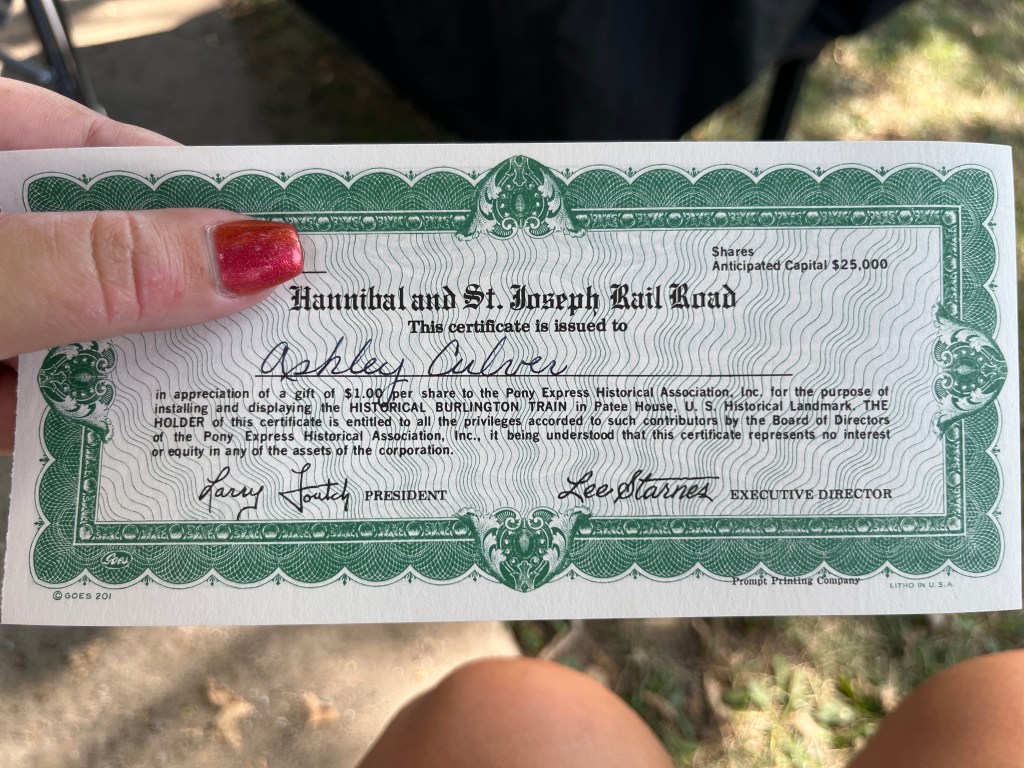 Shares
Anticipated Capital $25,000
Hannibal and St. Joseph Rail Road
This certificate is issued to
Ashley Culver
in appreciation of a gift of $1.00 per share to the Pony Express Historical Association, Inc. for the purpose of
installing and displaying the HISTORICAL BURLINGTON TRAIN in Patee House, U. S. Historical Landmark. THE
HOLDER of this certificate is entitled to all the privileges accorded to such contributors by the Board of Directors
of the Pony Express Historical Association, Inc., it being understood that this certificate represents no interest
or equity in any of the assets of the corporation.
Larry Foutch PRESIDENT Lee Starnes EXECUTIVE DIRECTOR
Goes
Prompt Printing Company
© GOES 201 LITHO IN U.S.A.